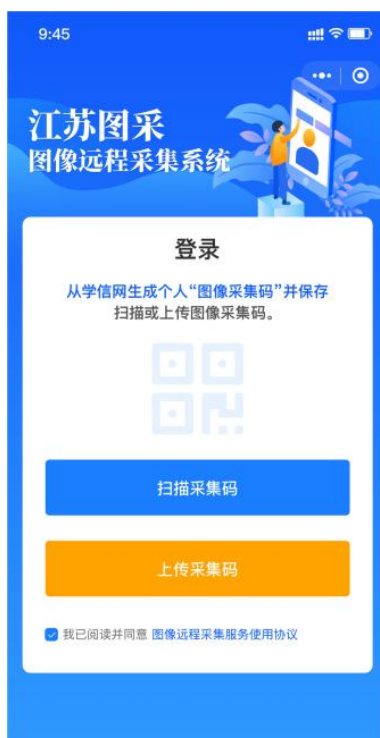 9:45
江苏图采
图像远程采集系统
登录
从学信网生成个人“图像采集码”并保存
扫描或上传图像采集码。
扫描采集码
上传采集码
我已阅读并同意 图像远程采集服务使用协议